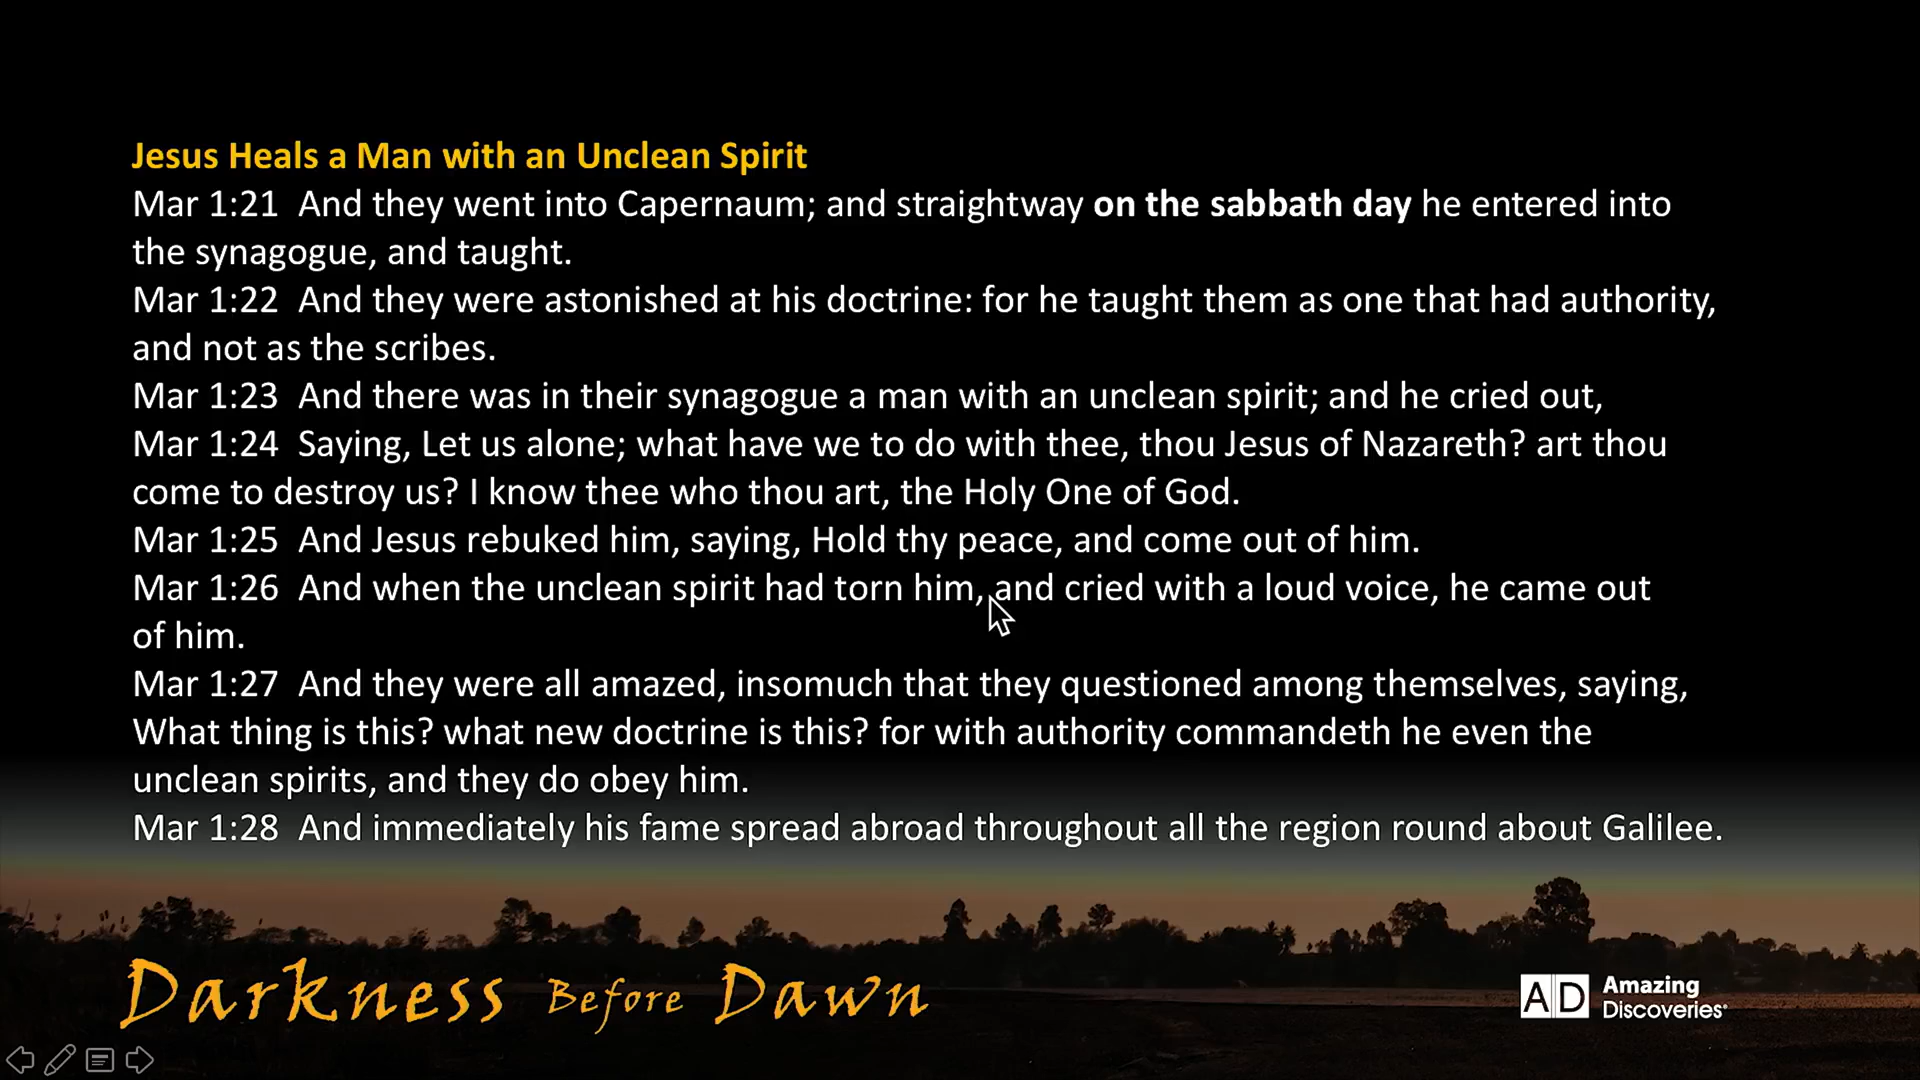 Jesus Heals a Man with an Unclean Spirit
Mar 1:21 And they went into Capernaum; and straightway on the sabbath day he entered into
the synagogue, and taught.
Mar 1:22 And they were astonished at his doctrine: for he taught them as one that had authority,
and not as the scribes.
Mar 1:23 And there was in their synagogue a man with an unclean spirit; and he cried out,
Mar 1:24 Saying, Let us alone; what have we to do with thee, thou Jesus of Nazareth? art thou
come to destroy us? I know thee who thou art, the Holy One of God.
Mar 1:25 And Jesus rebuked him, saying, Hold thy peace, and come out of him.
Mar 1:26 And when the unclean spirit had torn him, and cried with a loud voice, he came out
of him.
Mar 1:27 And they were all amazed, insomuch that they questioned among themselves, saying,
What thing is this? what new doctrine is this? for with authority commandeth he even the
unclean spirits, and they do obey him.
Mar 1:28 And immediately his fame spread abroad throughout all the region round about Galilee.
Darkness Before Dawn
AD Amazing
Discoveries